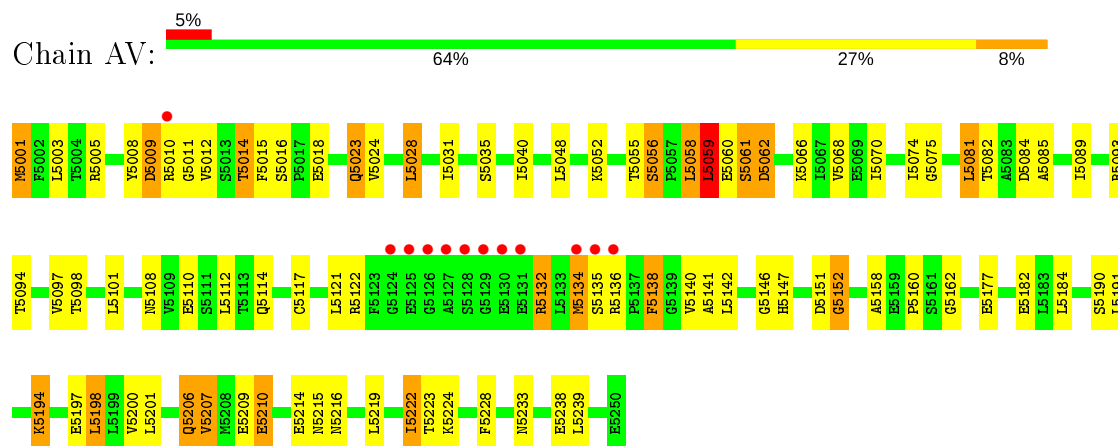 5%
Chain AV:
64%
27%
8%
M5001 F5002 L5003 T5004 R5005 Y5008 D5009 R5010 G5011 V5012 S5013 T5014 F5015 S5016 P5017 E5018 Q5023 V5024 L5028 I5031 S5035 I5040 L5048 K5052 T5055 S5056 P5057 L5058 L5059 E5060 S5061 D5062 K5066 I5067 V5068 E5069 I5070 I5074 G5075 L5081 T5082 A5083 D5084 A5085 I5089 R5093
T5094 V5097 T5098 L5101 N5108 V5109 E5110 S5111 L5112 T5113 Q5114 C5117 L5121 R5122 F5123 G5124 E5125 G5126 A5127 S5128 G5129 E5130 E5131 R5132 L5133 M5134 S5135 R5136 P5137 F5138 G5139 V5140 A5141 L5142 G5146 H5147 D5151 G5152 A5158 E5159 P5160 S5161 G5162 E5177 E5182 L5183 L5184 S5190 L5191
K5194 E5197 L5198 L5199 V5200 L5201 Q5206 V5207 M5208 E5209 E5210 E5214 N5215 N5216 L5219 I5222 T5223 K5224 F5228 N5233 E5238 L5239 E5250